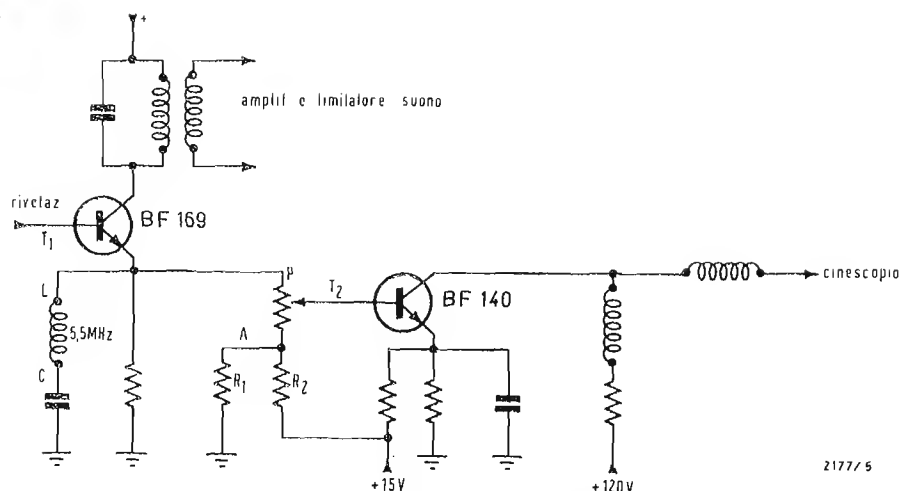 +
amplif e limitatore suono
rivelaz
T1
BF 169
L
5,5MHz
C
P
T2
BF 140
A
R1
R2
cinescopio
+15V
+120V
2177/5